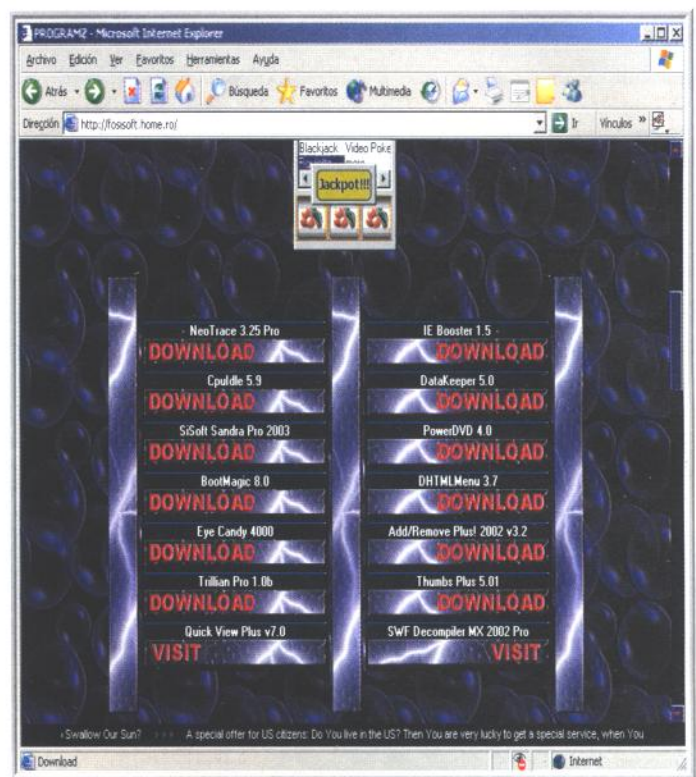 PROGRAMZ - Microsoft Internet Explorer
Archivo Edición Ver Favoritos Herramientas Ayuda
Atrás Búsqueda Favoritos Multimedia
Dirección http://fossoft.home.ro/ Ir Vínculos »
Blackjack Video Poke
Jackpot!!!
- NeoTrace 3.25 Pro
DOWNLOAD
IE Booster 1.5 -
DOWNLOAD
CpuIdle 5.9
DOWNLOAD
DataKeeper 5.0
DOWNLOAD
SiSoft Sandra Pro 2003
DOWNLOAD
PowerDVD 4.0
DOWNLOAD
BootMagic 8.0
DOWNLOAD
DHTMLMenu 3.7
DOWNLOAD
Eye Candy 4000
DOWNLOAD
Add/Remove Plus! 2002 v3.2
DOWNLOAD
Trillian Pro 1.0b
DOWNLOAD
Thumbs Plus 5.01
DOWNLOAD
Quick View Plus v7.0
VISIT
SWF Decompiler MX 2002 Pro
VISIT
Swallow Our Sun? A special offer for US citizens: Do You live in the US? Then You are very lucky to get a special service, when You
Download Internet